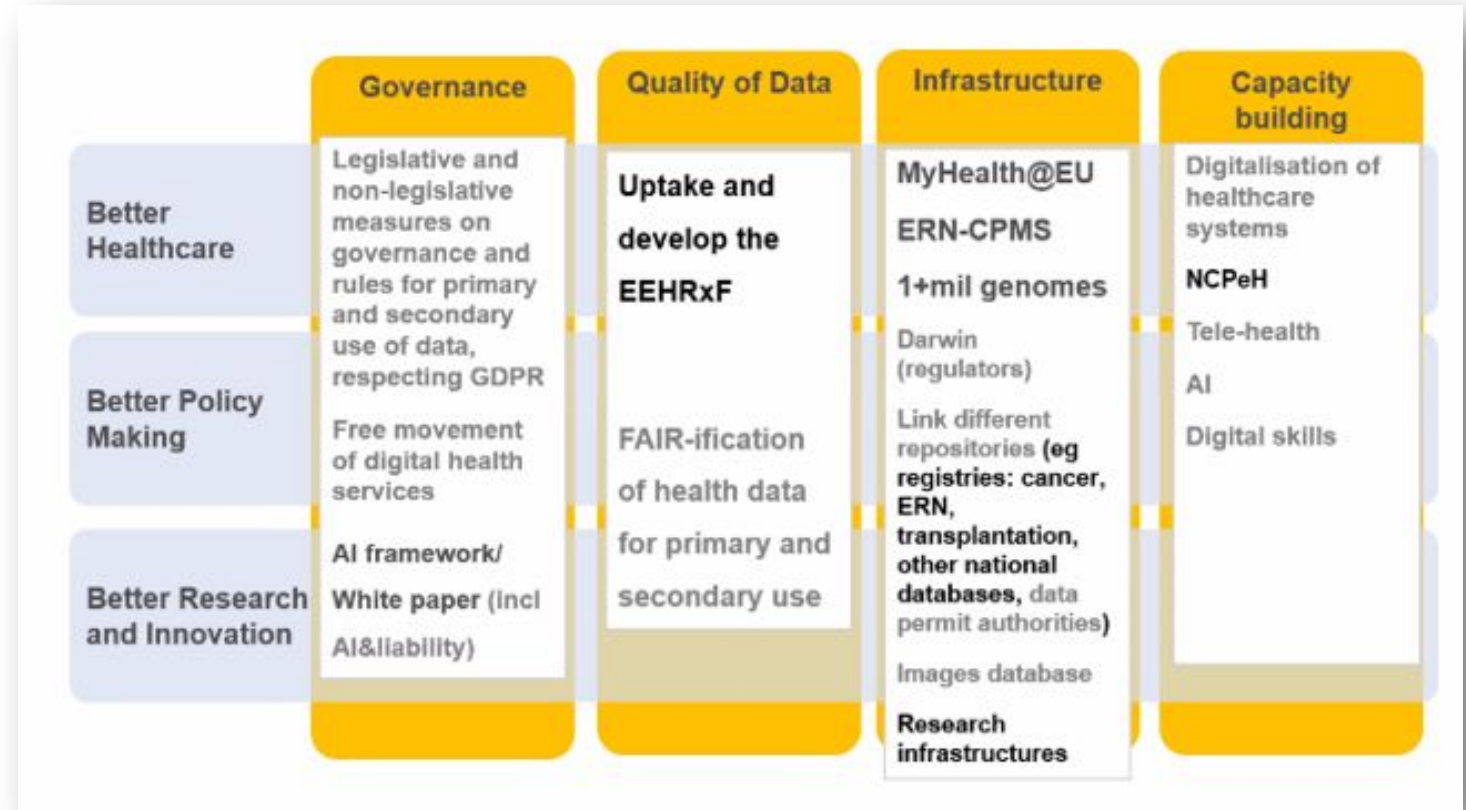 Governance
Quality of Data
Infrastructure
Capacity
building
Better
Healthcare
Better Policy
Making
Better Research
and Innovation
Legislative and
non-legislative
measures on
governance and
rules for primary
and secondary
use of data,
respecting GDPR
Free movement
of digital health
services
AI framework/
White paper (incl
AI&liability)
Uptake and
develop the
EEHRxF
FAIR-ification
of health data
for primary and
secondary use
MyHealth@EU
ERN-CPMS
1+mil genomes
Darwin
(regulators)
Link different
repositories (eg
registries: cancer,
ERN,
transplantation,
other national
databases, data
permit authorities)
Images database
Research
infrastructures
Digitalisation of
healthcare
systems
NCPeH
Tele-health
AI
Digital skills